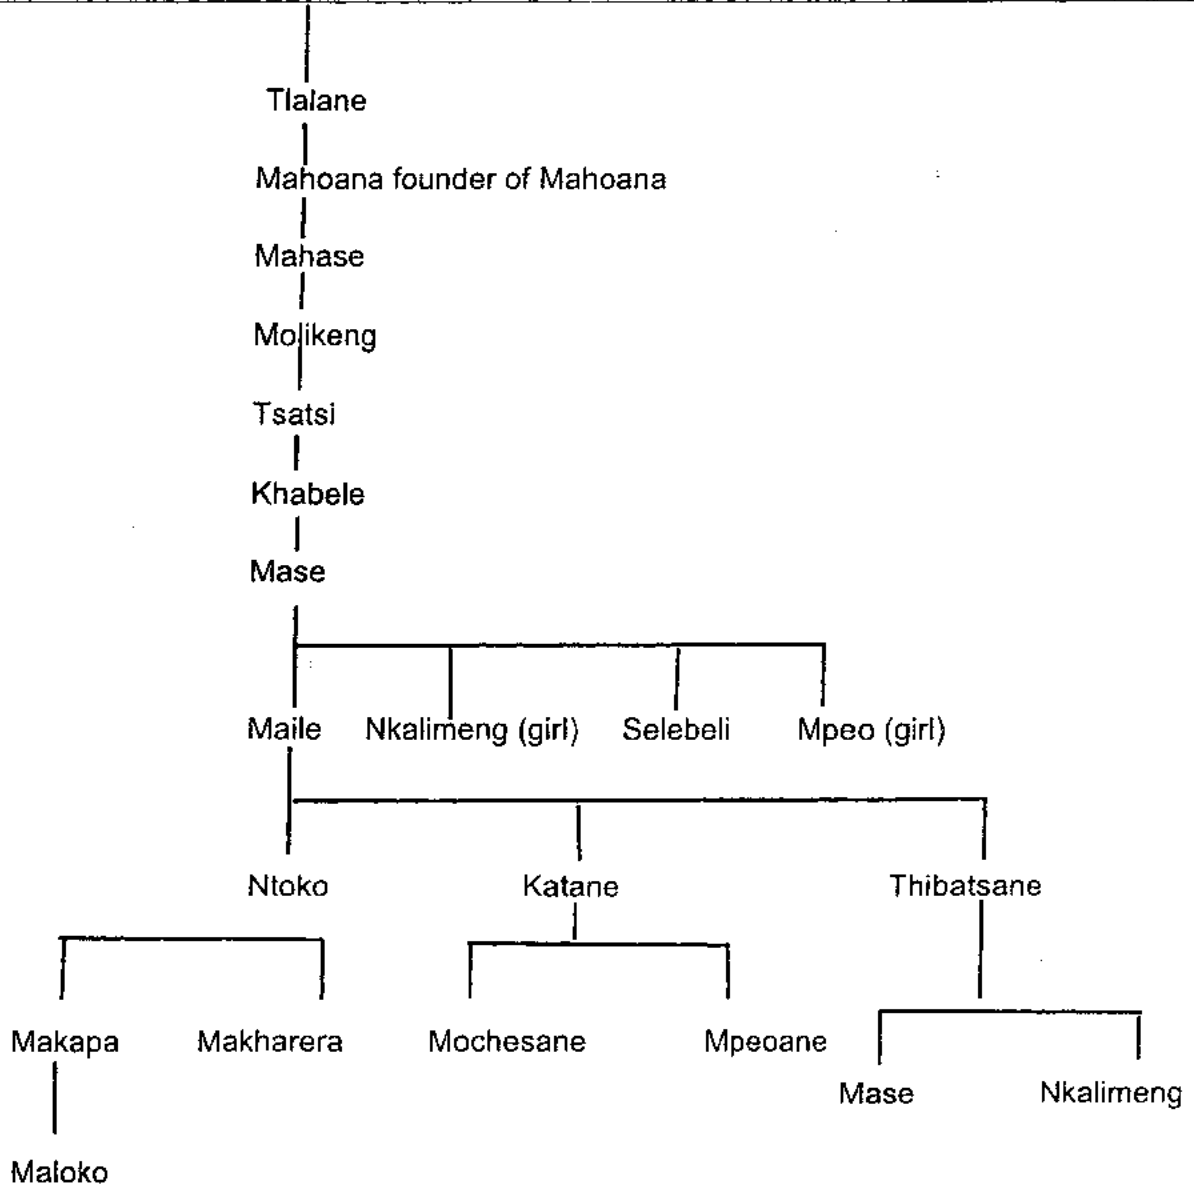 Tlalane
Mahoana founder of Mahoana
Mahase
Molikeng
Tsatsi
Khabele
Mase
Maile Nkalimeng (girl) Selebeli Mpeo (girl)
Ntoko Katane Thibatsane
Makapa Makharera Mochesane Mpeoane
Mase Nkalimeng
Maloko